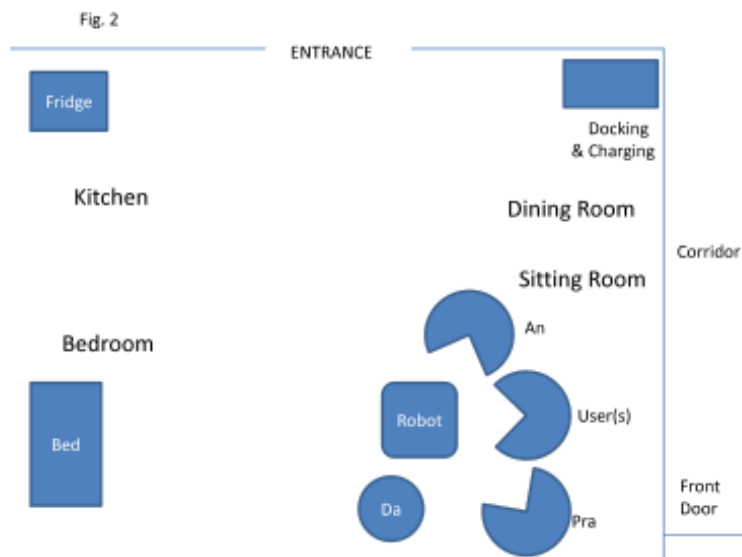 Fig. 2
ENTRANCE
Fridge
Docking
& Charging
Kitchen
Dining Room
Corridor
Sitting Room
An
Bedroom
User(s)
Robot
Bed
Front
Door
Da
Pra